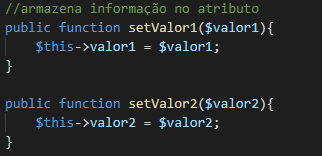 //armazena informação no atributo
public function setValor1($valor1){
    $this->valor1 = $valor1;
}

public function setValor2($valor2){
    $this->valor2 = $valor2;
}